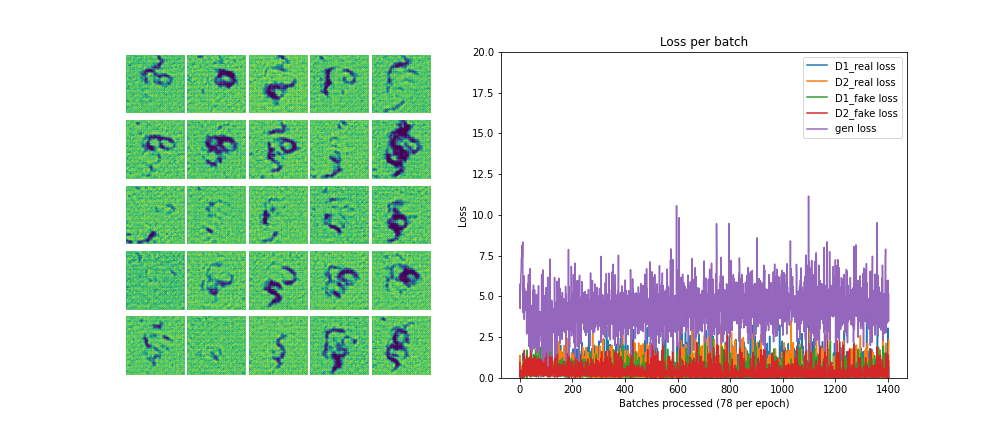 Loss per batch
20.0
17.5
15.0
12.5
10.0
7.5
5.0
2.5
0.0
Loss
D1_real loss
D2_real loss
D1_fake loss
D2_fake loss
gen loss
0 200 400 600 800 1000 1200 1400
Batches processed (78 per epoch)